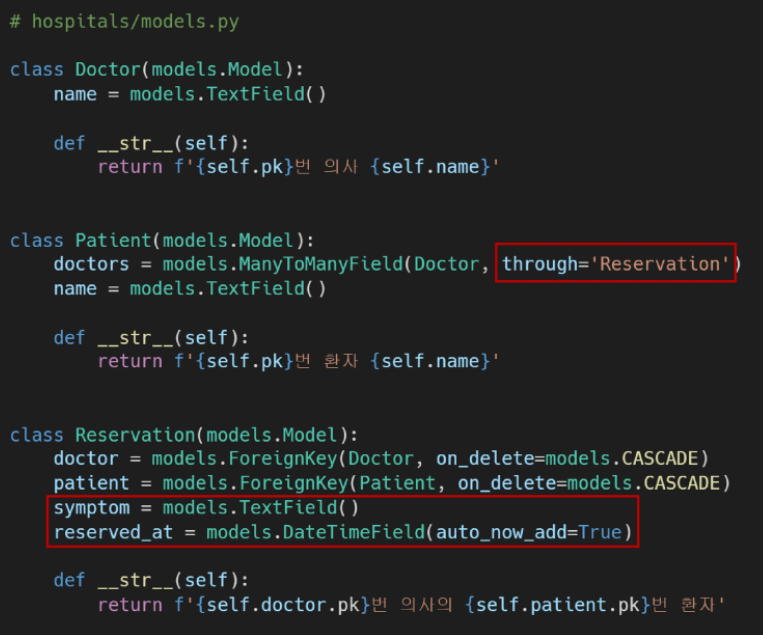 # hospitals/models.py
class Doctor(models.Model):
    name = models.TextField()
    def __str__(self):
        return f'{self.pk}번 의사 {self.name}'
class Patient(models.Model):
    doctors = models.ManyToManyField(Doctor, through='Reservation')
    name = models.TextField()
    def __str__(self):
        return f'{self.pk}번 환자 {self.name}'
class Reservation(models.Model):
    doctor = models.ForeignKey(Doctor, on_delete=models.CASCADE)
    patient = models.ForeignKey(Patient, on_delete=models.CASCADE)
    symptom = models.TextField()
    reserved_at = models.DateTimeField(auto_now_add=True)
    def __str__(self):
        return f'{self.doctor.pk}번 의사의 {self.patient.pk}번 환자'